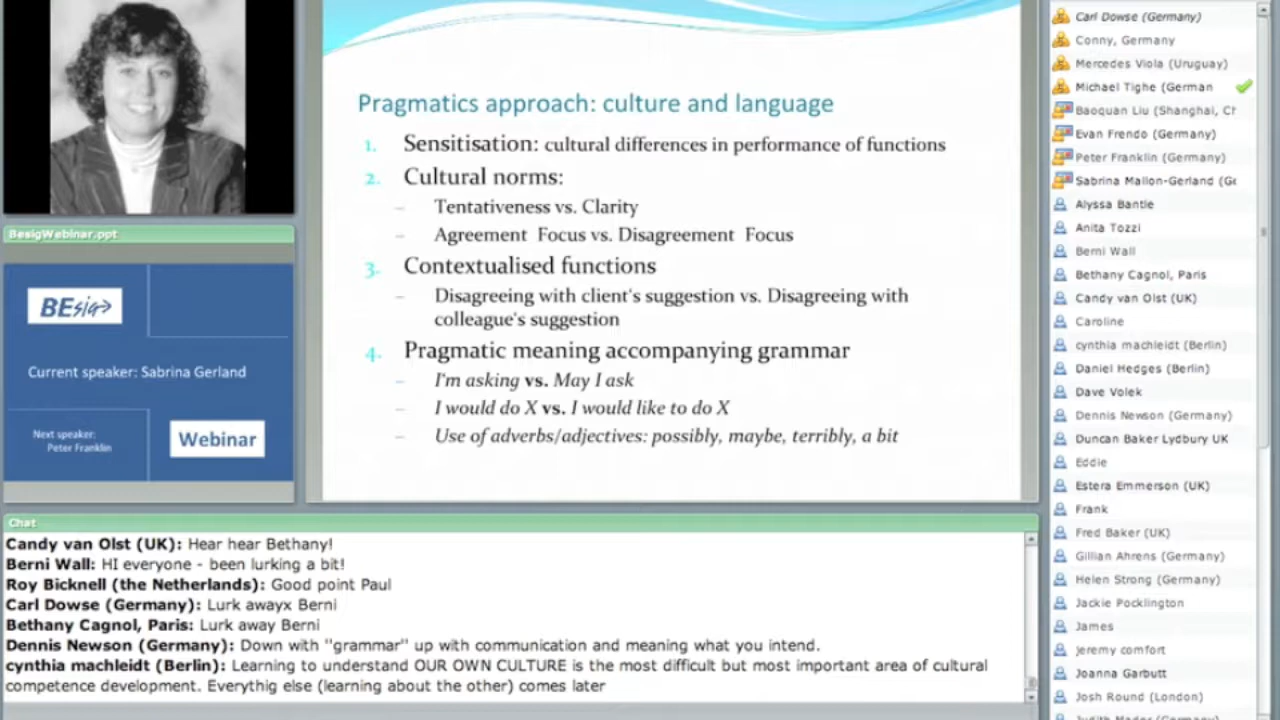 BesigWebinar.ppt
BEsig
Current speaker: Sabrina Gerland
Next speaker:
Peter Franklin
Webinar
Pragmatics approach: culture and language
1. Sensitisation: cultural differences in performance of functions
2. Cultural norms:
– Tentativeness vs. Clarity
– Agreement Focus vs. Disagreement Focus
3. Contextualised functions
– Disagreeing with client's suggestion vs. Disagreeing with
colleague's suggestion
4. Pragmatic meaning accompanying grammar
– I'm asking vs. May I ask
– I would do X vs. I would like to do X
– Use of adverbs/adjectives: possibly, maybe, terribly, a bit
Chat
Candy van Olst (UK): Hear hear Bethany!
Berni Wall: HI everyone - been lurking a bit!
Roy Bicknell (the Netherlands): Good point Paul
Carl Dowse (Germany): Lurk awayx Berni
Bethany Cagnol, Paris: Lurk away Berni
Dennis Newson (Germany): Down with "grammar" up with communication and meaning what you intend.
cynthia machleidt (Berlin): Learning to understand OUR OWN CULTURE is the most difficult but most important area of cultural
competence development. Everythig else (learning about the other) comes later
Carl Dowse (Germany)
Conny, Germany
Mercedes Viola (Uruguay)
Michael Tighe (German
Baoquan Liu (Shanghai, Ch
Evan Frendo (Germany)
Peter Franklin (Germany)
Sabrina Mallon-Gerland (Ge
Alyssa Bantle
Anita Tozzi
Berni Wall
Bethany Cagnol, Paris
Candy van Olst (UK)
Caroline
cynthia machleidt (Berlin)
Daniel Hedges (Berlin)
Dave Volek
Dennis Newson (Germany)
Duncan Baker Lydbury UK
Eddie
Estera Emmerson (UK)
Frank
Fred Baker (UK)
Gillian Ahrens (Germany)
Helen Strong (Germany)
Jackie Pocklington
James
jeremy comfort
Joanna Garbutt
Josh Round (London)